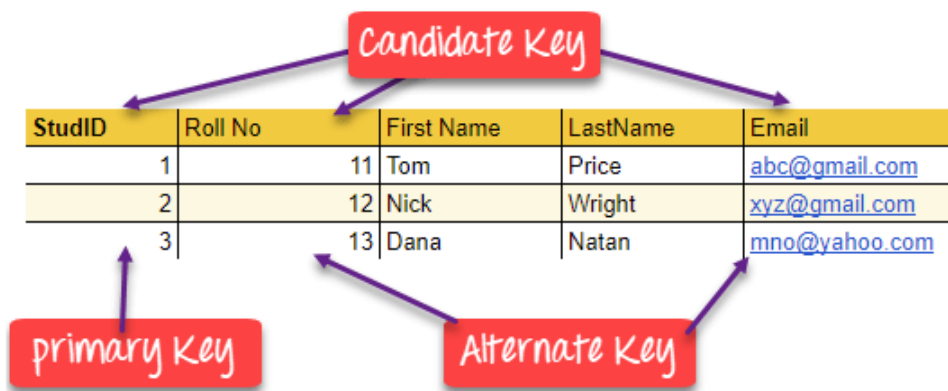 Candidate Key
StudID Roll No First Name LastName Email
1 11 Tom Price abc@gmail.com
2 12 Nick Wright xyz@gmail.com
3 13 Dana Natan mno@yahoo.com
primary Key Alternate Key